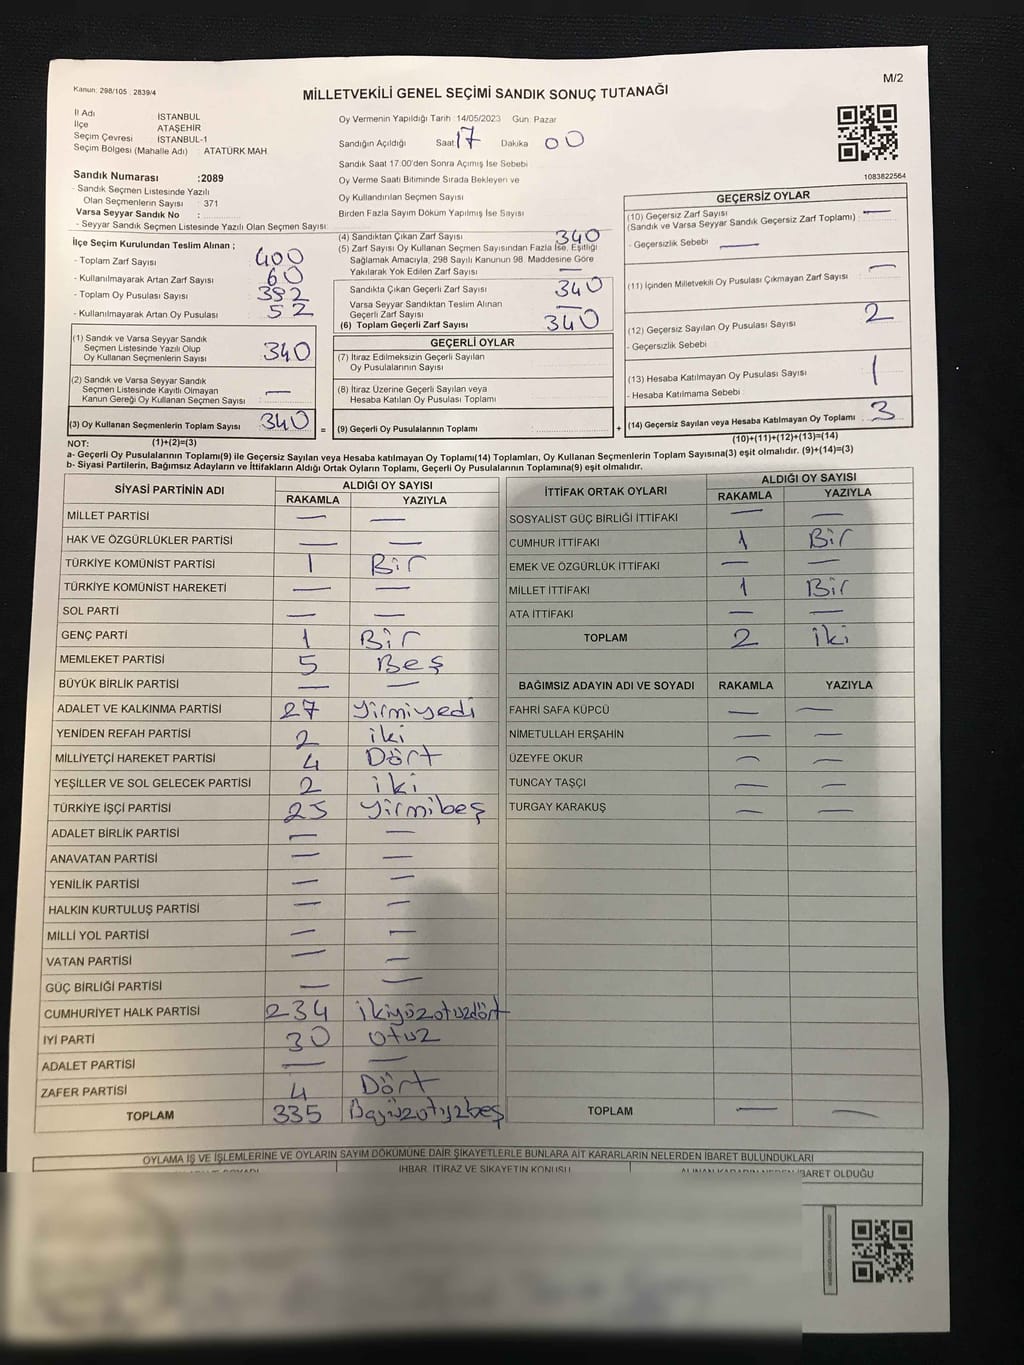 Kanun: 298/105 : 2839/4
MİLLETVEKİLİ GENEL SEÇİMİ SANDIK SONUÇ TUTANAĞI
M/2
İl Adı İSTANBUL
İlçe ATAŞEHİR
Seçim Çevresi İSTANBUL-1
Seçim Bölgesi (Mahalle Adı) ATATÜRK MAH.
Oy Vermenin Yapıldığı Tarih : 14/05/2023 Gün: Pazar
Sandığın Açıldığı Saat 17 Dakika 00
Sandık Saat 17.00'den Sonra Açımış İse Sebebi
Oy Verme Saati Bitiminde Sırada Bekleyen ve
Oy Kullandırılan Seçmen Sayısı
Birden Fazla Sayım Döküm Yapılmış İse Sayısı
1083822564
Sandık Numarası :2089
- Sandık Seçmen Listesinde Yazılı
Olan Seçmenlerin Sayısı : 371
Varsa Seyyar Sandık No :
- Seyyar Sandık Seçmen Listesinde Yazılı Olan Seçmen Sayısı
İlçe Seçim Kurulundan Teslim Alınan ;
- Toplam Zarf Sayısı 400
- Kullanılmayarak Artan Zarf Sayısı 60
- Toplam Oy Pusulası Sayısı 392
- Kullanılmayarak Artan Oy Pusulası 52
(1) Sandık ve Varsa Seyyar Sandık
Seçmen Listesinde Yazılı Olup
Oy Kullanan Seçmenlerin Sayısı 340
(2) Sandık ve Varsa Seyyar Sandık
Seçmen Listesinde Kayıtlı Olmayan
Kanun Gereği Oy Kullanan Seçmen Sayısı : —
(3) Oy Kullanan Seçmenlerin Toplam Sayısı 340
(4) Sandıktan Çıkan Zarf Sayısı 340
(5) Zarf Sayısı Oy Kullanan Seçmen Sayısından Fazla İse, Eşitliği
Sağlamak Amacıyla, 298 Sayılı Kanunun 98. Maddesine Göre
Yakılarak Yok Edilen Zarf Sayısı —
Sandıkta Çıkan Geçerli Zarf Sayısı 340
Varsa Seyyar Sandıktan Teslim Alınan
Geçerli Zarf Sayısı —
(6) Toplam Geçerli Zarf Sayısı 340
GEÇERLİ OYLAR
(7) İtiraz Edilmeksizin Geçerli Sayılan
Oy Pusulalarının Sayısı
(8) İtiraz Üzerine Geçerli Sayılan veya
Hesaba Katılan Oy Pusulası Toplamı
= (9) Geçerli Oy Pusulalarının Toplamı +
GEÇERSİZ OYLAR
(10) Geçersiz Zarf Sayısı
(Sandık ve Varsa Seyyar Sandık Geçersiz Zarf Toplamı) : —
- Geçersizlik Sebebi —
(11) İçinden Milletvekili Oy Pusulası Çıkmayan Zarf Sayısı —
(12) Geçersiz Sayılan Oy Pusulası Sayısı 2
- Geçersizlik Sebebi
(13) Hesaba Katılmayan Oy Pusulası Sayısı 1
- Hesaba Katılmama Sebebi
(14) Geçersiz Sayılan veya Hesaba Katılmayan Oy Toplamı 3
NOT: (1)+(2)=(3)
(10)+(11)+(12)+(13)=(14)
a- Geçerli Oy Pusulalarının Toplamı(9) ile Geçersiz Sayılan veya Hesaba katılmayan Oy Toplamı(14) Toplamları, Oy Kullanan Seçmenlerin Toplam Sayısına(3) eşit olmalıdır. (9)+(14)=(3)
b- Siyasi Partilerin, Bağımsız Adayların ve İttifakların Aldığı Ortak Oyların Toplamı, Geçerli Oy Pusulalarının Toplamına(9) eşit olmalıdır.
SİYASİ PARTİNİN ADI ALDIĞI OY SAYISI
RAKAMLA YAZIYLA
MİLLET PARTİSİ — —
HAK VE ÖZGÜRLÜKLER PARTİSİ — —
TÜRKİYE KOMÜNİST PARTİSİ 1 Bir
TÜRKİYE KOMÜNİST HAREKETİ — —
SOL PARTİ — —
GENÇ PARTİ 1 Bir
MEMLEKET PARTİSİ 5 Beş
BÜYÜK BİRLİK PARTİSİ — —
ADALET VE KALKINMA PARTİSİ 27 Yirmiyedi
YENİDEN REFAH PARTİSİ 2 iki
MİLLİYETÇİ HAREKET PARTİSİ 4 Dört
YEŞİLLER VE SOL GELECEK PARTİSİ 2 iki
TÜRKİYE İŞÇİ PARTİSİ 25 Yirmibeş
ADALET BİRLİK PARTİSİ — —
ANAVATAN PARTİSİ — —
YENİLİK PARTİSİ — —
HALKIN KURTULUŞ PARTİSİ — —
MİLLİ YOL PARTİSİ — —
VATAN PARTİSİ — —
GÜÇ BİRLİĞİ PARTİSİ — —
CUMHURİYET HALK PARTİSİ 234 ikiyüzotuzdört
İYİ PARTİ 30 otuz
ADALET PARTİSİ — —
ZAFER PARTİSİ 4 Dört
TOPLAM 335
İTTİFAK ORTAK OYLARI ALDIĞI OY SAYISI
RAKAMLA YAZIYLA
SOSYALİST GÜÇ BİRLİĞİ İTTİFAKI — —
CUMHUR İTTİFAKI 1 Bir
EMEK VE ÖZGÜRLÜK İTTİFAKI — —
MİLLET İTTİFAKI 1 Bir
ATA İTTİFAKI — —
TOPLAM 2 iki
BAĞIMSIZ ADAYIN ADI VE SOYADI RAKAMLA YAZIYLA
FAHRİ SAFA KÜPCÜ — —
NİMETULLAH ERŞAHİN — —
ÜZEYFE OKUR — —
TUNCAY TAŞÇI — —
TURGAY KARAKUŞ — —
TOPLAM — —
OYLAMA İŞ VE İŞLEMLERİNE VE OYLARIN SAYIM DÖKÜMÜNE DAİR ŞİKAYETLERLE BUNLARA AİT KARARLARIN NELERDEN İBARET BULUNDUKLARI
İHBAR, İTİRAZ VE ŞİKAYETİN KONUSU
İBARET OLDUĞU